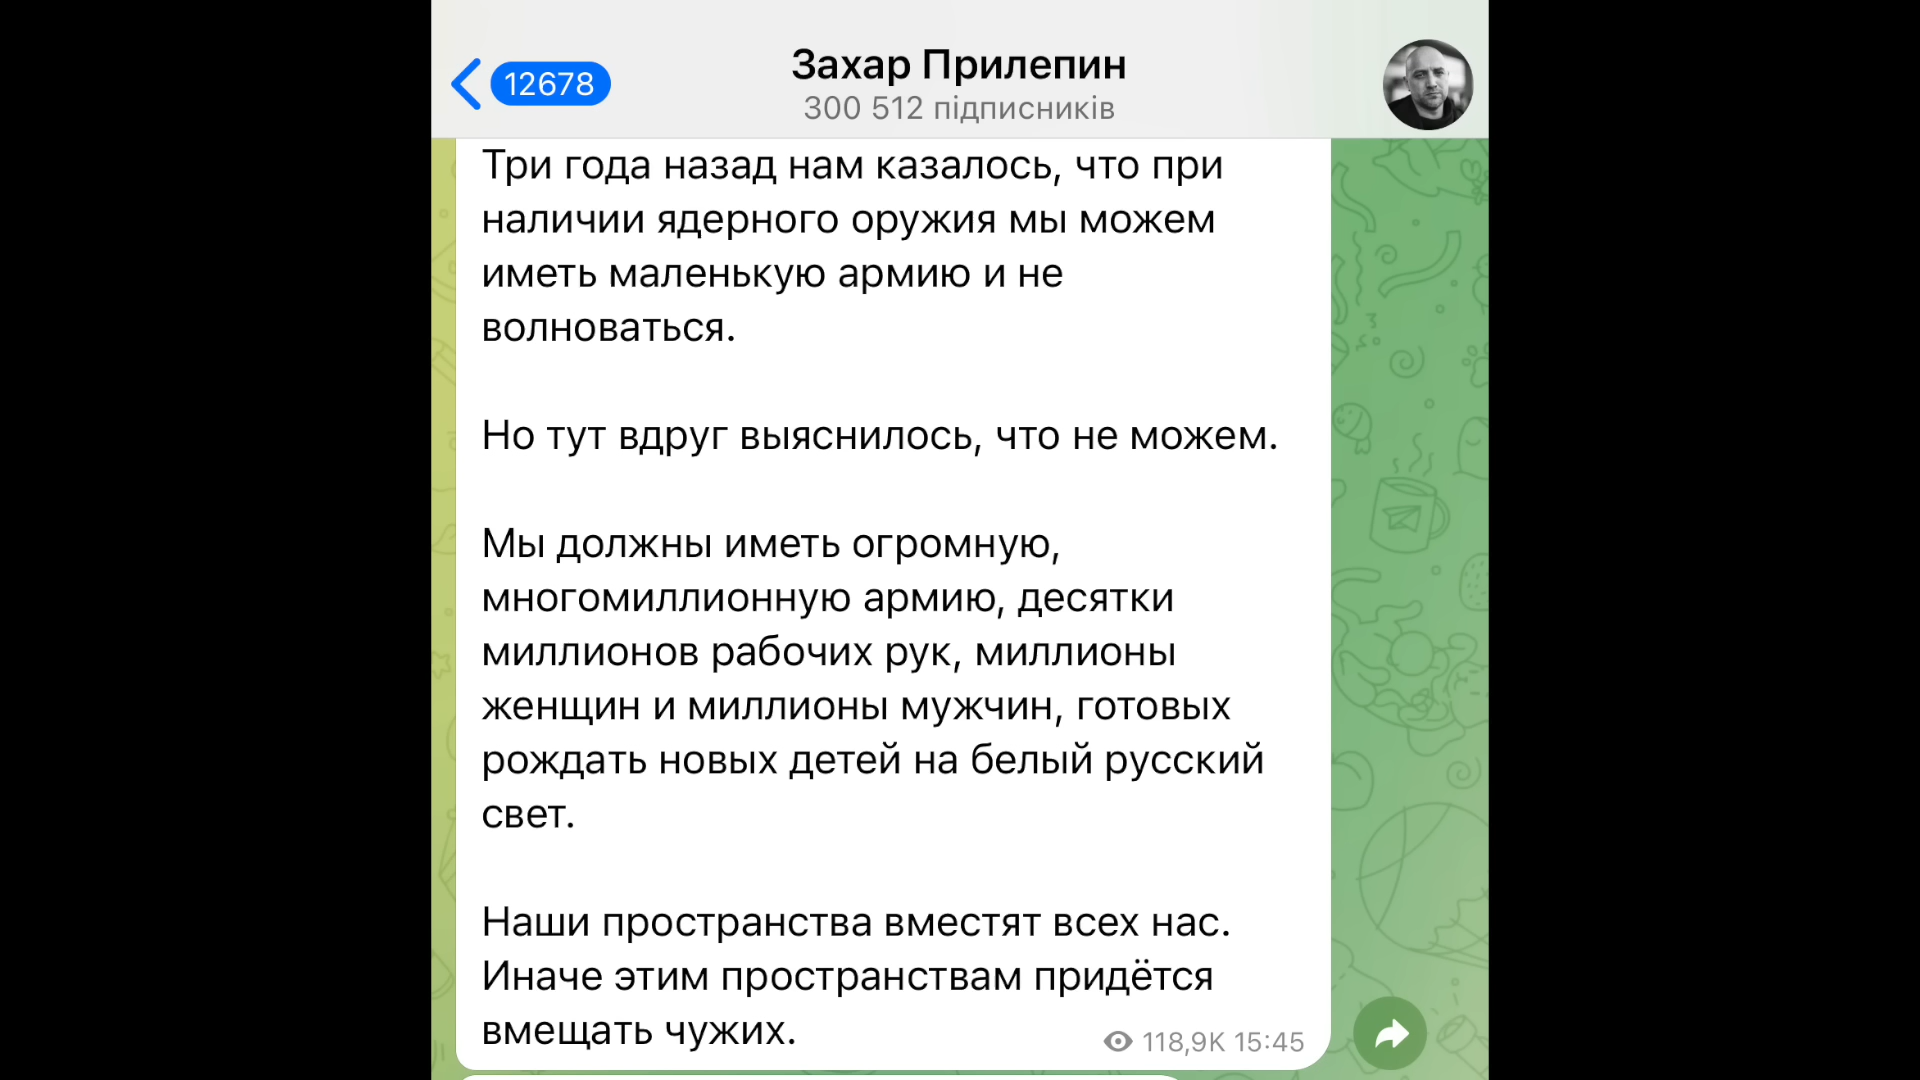 Захар Прилепин
12678
300 512 підписників
Три года назад нам казалось, что при
наличии ядерного оружия мы можем
иметь маленькую армию и не
волноваться.
Но тут вдруг выяснилось, что не можем.
Мы должны иметь огромную,
многомиллионную армию, десятки
миллионов рабочих рук, миллионы
женщин и миллионы мужчин, готовых
рождать новых детей на белый русский
свет.
Наши пространства вместят всех нас.
Иначе этим пространствам придётся
вмещать чужих.
118,9K 15:45